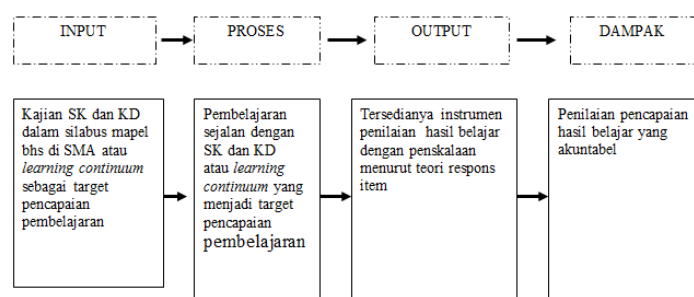 INPUT
PROSES
OUTPUT
DAMPAK
Kajian SK dan KD
dalam silabus mapel
bhs di SMA atau
learning continuum
sebagai target
pencapaian
pembelajaran
Pembelajaran
sejalan dengan
SK dan KD
atau learning
continuum yang
menjadi target
pencapaian
pembelajaran
Tersedianya instrumen
penilaian hasil belajar
dengan penskalaan
menurut teori respons
item
Penilaian pencapaian
hasil belajar yang
akuntabel